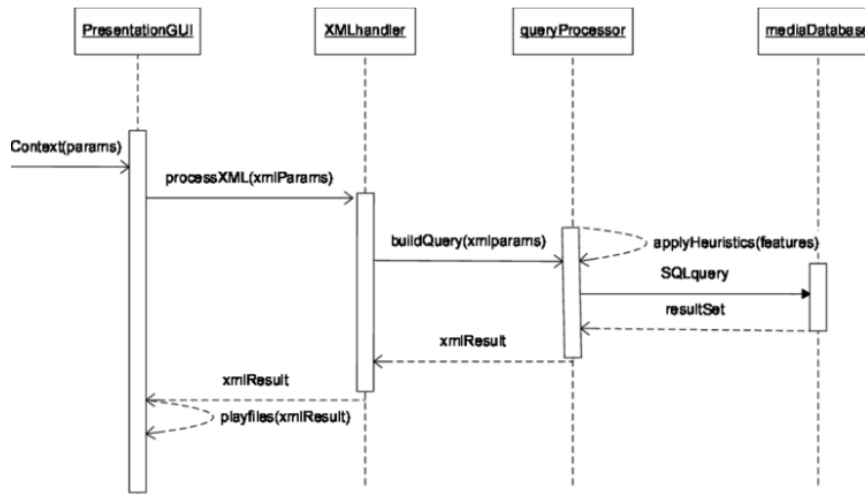 PresentationGUI
XMLhandler
queryProcessor
mediaDatabase
Context(params)
processXML(xmlParams)
buildQuery(xmlparams)
applyHeuristics(features)
SQLquery
resultSet
xmlResult
xmlResult
playfiles(xmlResult)